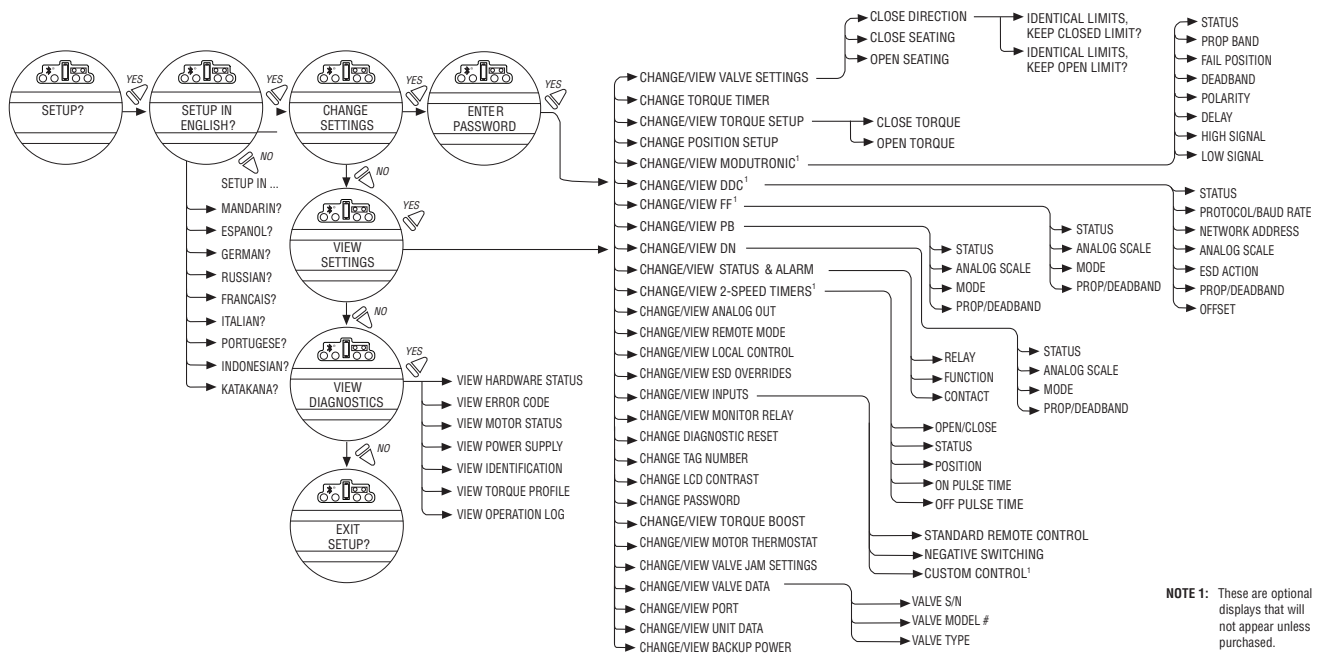 SETUP?
YES
SETUP IN
ENGLISH?
YES
CHANGE
SETTINGS
YES
ENTER
PASSWORD
YES
NO
SETUP IN ...
MANDARIN?
ESPANOL?
GERMAN?
RUSSIAN?
FRANCAIS?
ITALIAN?
PORTUGESE?
INDONESIAN?
KATAKANA?
NO
VIEW
SETTINGS
YES
NO
VIEW
DIAGNOSTICS
YES
VIEW HARDWARE STATUS
VIEW ERROR CODE
VIEW MOTOR STATUS
VIEW POWER SUPPLY
VIEW IDENTIFICATION
VIEW TORQUE PROFILE
VIEW OPERATION LOG
NO
EXIT
SETUP?
CHANGE/VIEW VALVE SETTINGS
CHANGE TORQUE TIMER
CHANGE/VIEW TORQUE SETUP
CHANGE POSITION SETUP
CHANGE/VIEW MODUTRONIC¹
CHANGE/VIEW DDC¹
CHANGE/VIEW FF¹
CHANGE/VIEW PB
CHANGE/VIEW DN
CHANGE/VIEW STATUS & ALARM
CHANGE/VIEW 2-SPEED TIMERS¹
CHANGE/VIEW ANALOG OUT
CHANGE/VIEW REMOTE MODE
CHANGE/VIEW LOCAL CONTROL
CHANGE/VIEW ESD OVERRIDES
CHANGE/VIEW INPUTS
CHANGE/VIEW MONITOR RELAY
CHANGE DIAGNOSTIC RESET
CHANGE TAG NUMBER
CHANGE LCD CONTRAST
CHANGE PASSWORD
CHANGE/VIEW TORQUE BOOST
CHANGE/VIEW MOTOR THERMOSTAT
CHANGE/VIEW VALVE JAM SETTINGS
CHANGE/VIEW VALVE DATA
CHANGE/VIEW PORT
CHANGE/VIEW UNIT DATA
CHANGE/VIEW BACKUP POWER
CLOSE DIRECTION
CLOSE SEATING
OPEN SEATING
IDENTICAL LIMITS,
KEEP CLOSED LIMIT?
IDENTICAL LIMITS,
KEEP OPEN LIMIT?
CLOSE TORQUE
OPEN TORQUE
STATUS
PROP BAND
FAIL POSITION
DEADBAND
POLARITY
DELAY
HIGH SIGNAL
LOW SIGNAL
STATUS
PROTOCOL/BAUD RATE
NETWORK ADDRESS
ANALOG SCALE
ESD ACTION
PROP/DEADBAND
OFFSET
STATUS
ANALOG SCALE
MODE
PROP/DEADBAND
STATUS
ANALOG SCALE
MODE
PROP/DEADBAND
STATUS
ANALOG SCALE
MODE
PROP/DEADBAND
RELAY
FUNCTION
CONTACT
OPEN/CLOSE
STATUS
POSITION
ON PULSE TIME
OFF PULSE TIME
STANDARD REMOTE CONTROL
NEGATIVE SWITCHING
CUSTOM CONTROL¹
VALVE S/N
VALVE MODEL #
VALVE TYPE
NOTE 1: These are optional
displays that will
not appear unless
purchased.